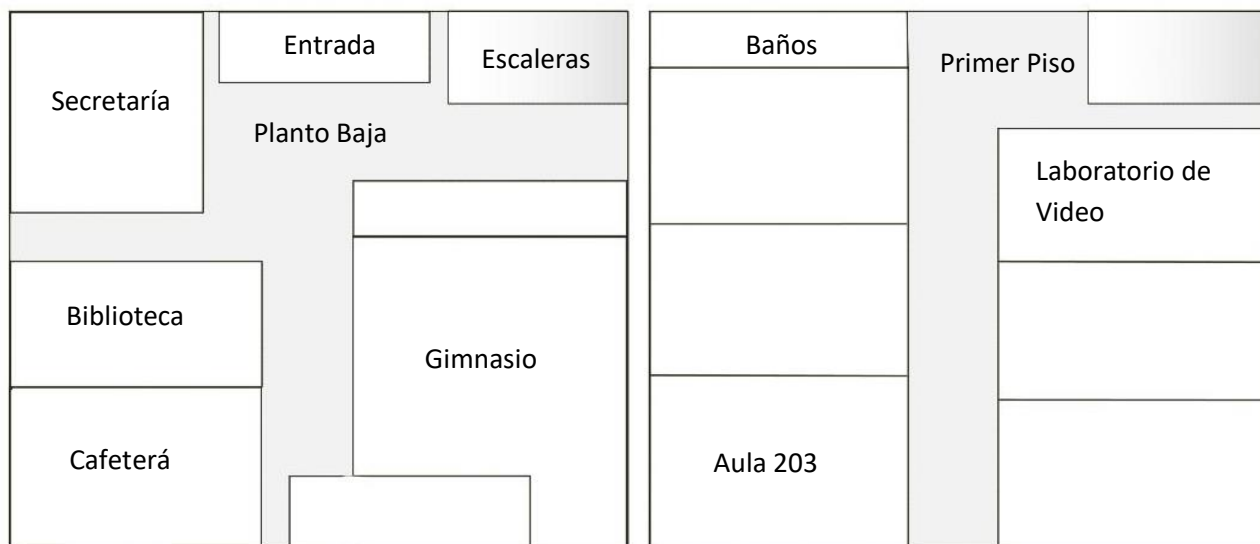 Entrada
Escaleras
Secretaría
Planto Baja
Biblioteca
Gimnasio
Cafeterá
Baños
Primer Piso
Laboratorio de
Video
Aula 203